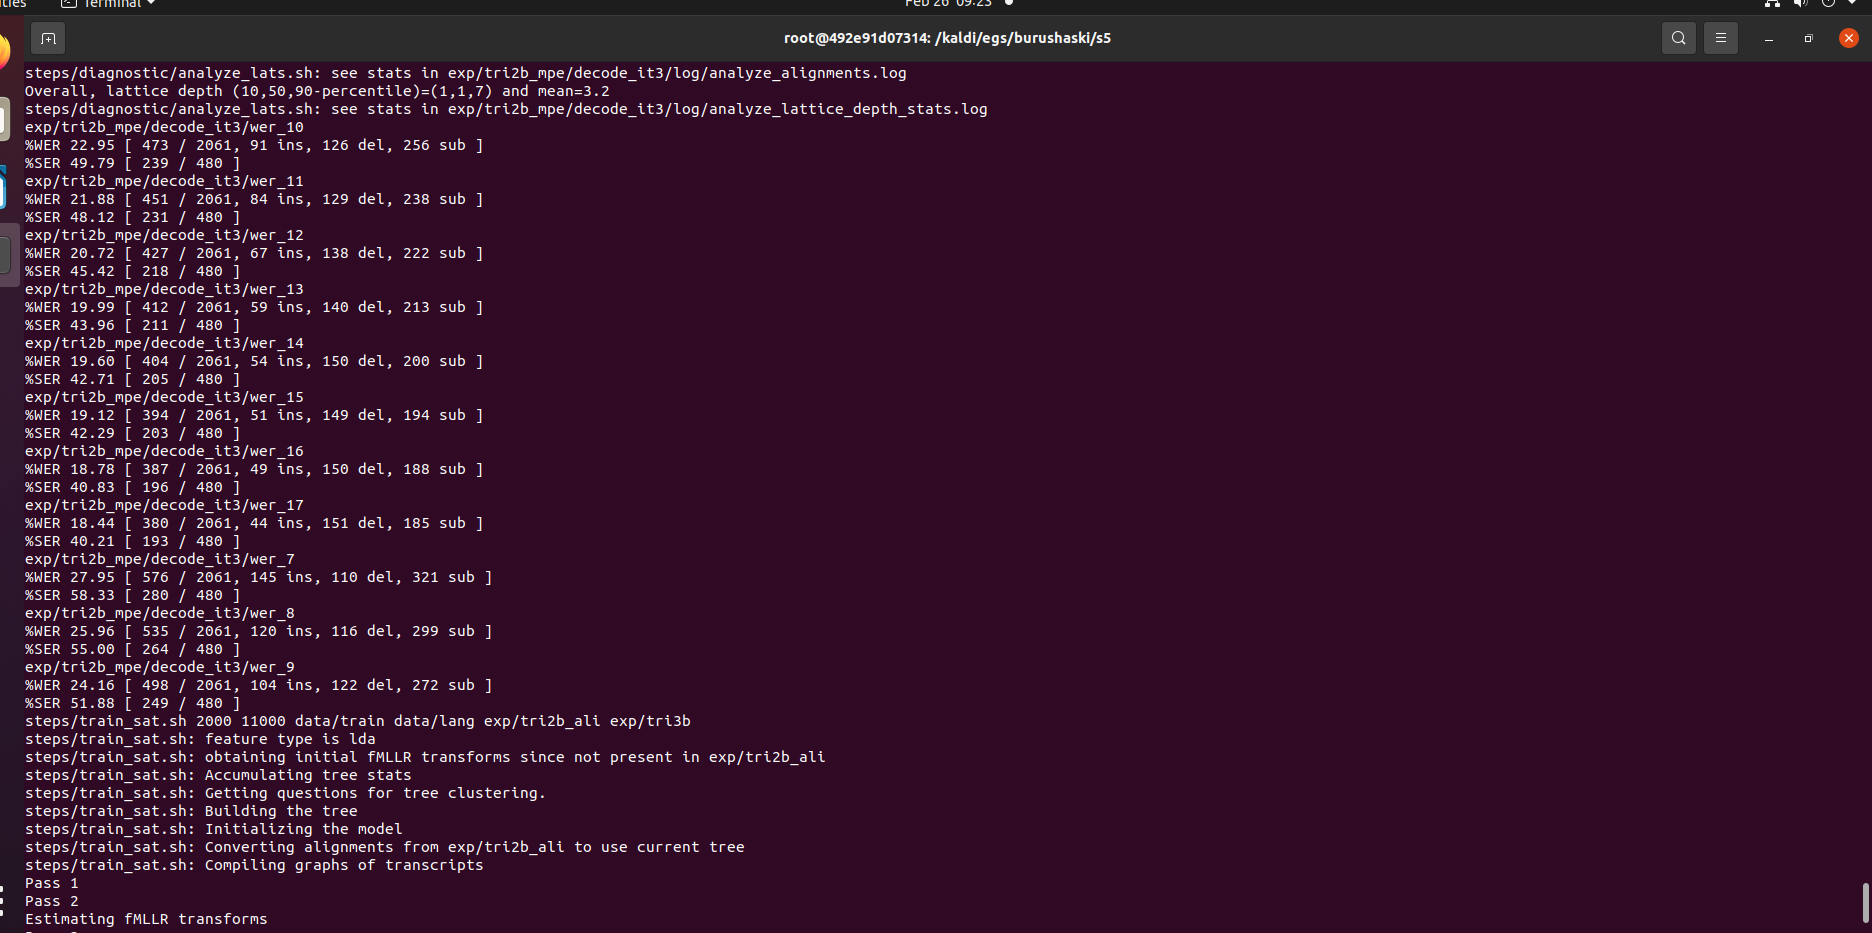 Terminal
Feb 26 09:23
root@492e91d07314: /kaldi/egs/burushaski/s5
steps/diagnostic/analyze_lats.sh: see stats in exp/tri2b_mpe/decode_it3/log/analyze_alignments.log
Overall, lattice depth (10,50,90-percentile)=(1,1,7) and mean=3.2
steps/diagnostic/analyze_lats.sh: see stats in exp/tri2b_mpe/decode_it3/log/analyze_lattice_depth_stats.log
exp/tri2b_mpe/decode_it3/wer_10
%WER 22.95 [ 473 / 2061, 91 ins, 126 del, 256 sub ]
%SER 49.79 [ 239 / 480 ]
exp/tri2b_mpe/decode_it3/wer_11
%WER 21.88 [ 451 / 2061, 84 ins, 129 del, 238 sub ]
%SER 48.12 [ 231 / 480 ]
exp/tri2b_mpe/decode_it3/wer_12
%WER 20.72 [ 427 / 2061, 67 ins, 138 del, 222 sub ]
%SER 45.42 [ 218 / 480 ]
exp/tri2b_mpe/decode_it3/wer_13
%WER 19.99 [ 412 / 2061, 59 ins, 140 del, 213 sub ]
%SER 43.96 [ 211 / 480 ]
exp/tri2b_mpe/decode_it3/wer_14
%WER 19.60 [ 404 / 2061, 54 ins, 150 del, 200 sub ]
%SER 42.71 [ 205 / 480 ]
exp/tri2b_mpe/decode_it3/wer_15
%WER 19.12 [ 394 / 2061, 51 ins, 149 del, 194 sub ]
%SER 42.29 [ 203 / 480 ]
exp/tri2b_mpe/decode_it3/wer_16
%WER 18.78 [ 387 / 2061, 49 ins, 150 del, 188 sub ]
%SER 40.83 [ 196 / 480 ]
exp/tri2b_mpe/decode_it3/wer_17
%WER 18.44 [ 380 / 2061, 44 ins, 151 del, 185 sub ]
%SER 40.21 [ 193 / 480 ]
exp/tri2b_mpe/decode_it3/wer_7
%WER 27.95 [ 576 / 2061, 145 ins, 110 del, 321 sub ]
%SER 58.33 [ 280 / 480 ]
exp/tri2b_mpe/decode_it3/wer_8
%WER 25.96 [ 535 / 2061, 120 ins, 116 del, 299 sub ]
%SER 55.00 [ 264 / 480 ]
exp/tri2b_mpe/decode_it3/wer_9
%WER 24.16 [ 498 / 2061, 104 ins, 122 del, 272 sub ]
%SER 51.88 [ 249 / 480 ]
steps/train_sat.sh 2000 11000 data/train data/lang exp/tri2b_ali exp/tri3b
steps/train_sat.sh: feature type is lda
steps/train_sat.sh: obtaining initial fMLLR transforms since not present in exp/tri2b_ali
steps/train_sat.sh: Accumulating tree stats
steps/train_sat.sh: Getting questions for tree clustering.
steps/train_sat.sh: Building the tree
steps/train_sat.sh: Initializing the model
steps/train_sat.sh: Converting alignments from exp/tri2b_ali to use current tree
steps/train_sat.sh: Compiling graphs of transcripts
Pass 1
Pass 2
Estimating fMLLR transforms